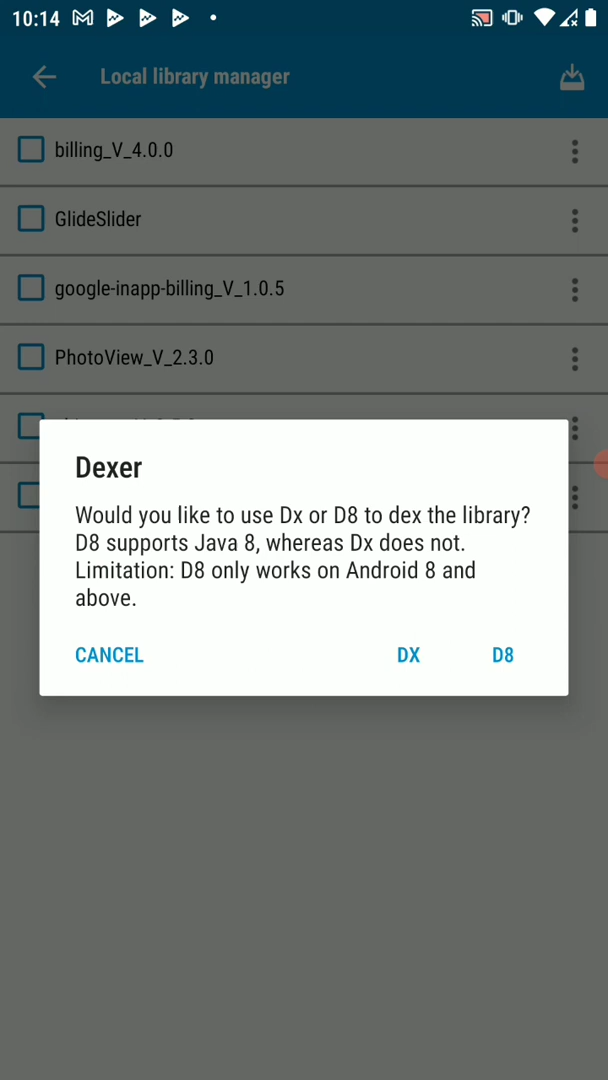 10:14
Local library manager
billing_V_4.0.0
GlideSlider
google-inapp-billing_V_1.0.5
PhotoView_V_2.3.0
Dexer
Would you like to use Dx or D8 to dex the library?
D8 supports Java 8, whereas Dx does not.
Limitation: D8 only works on Android 8 and
above.
CANCEL
DX
D8